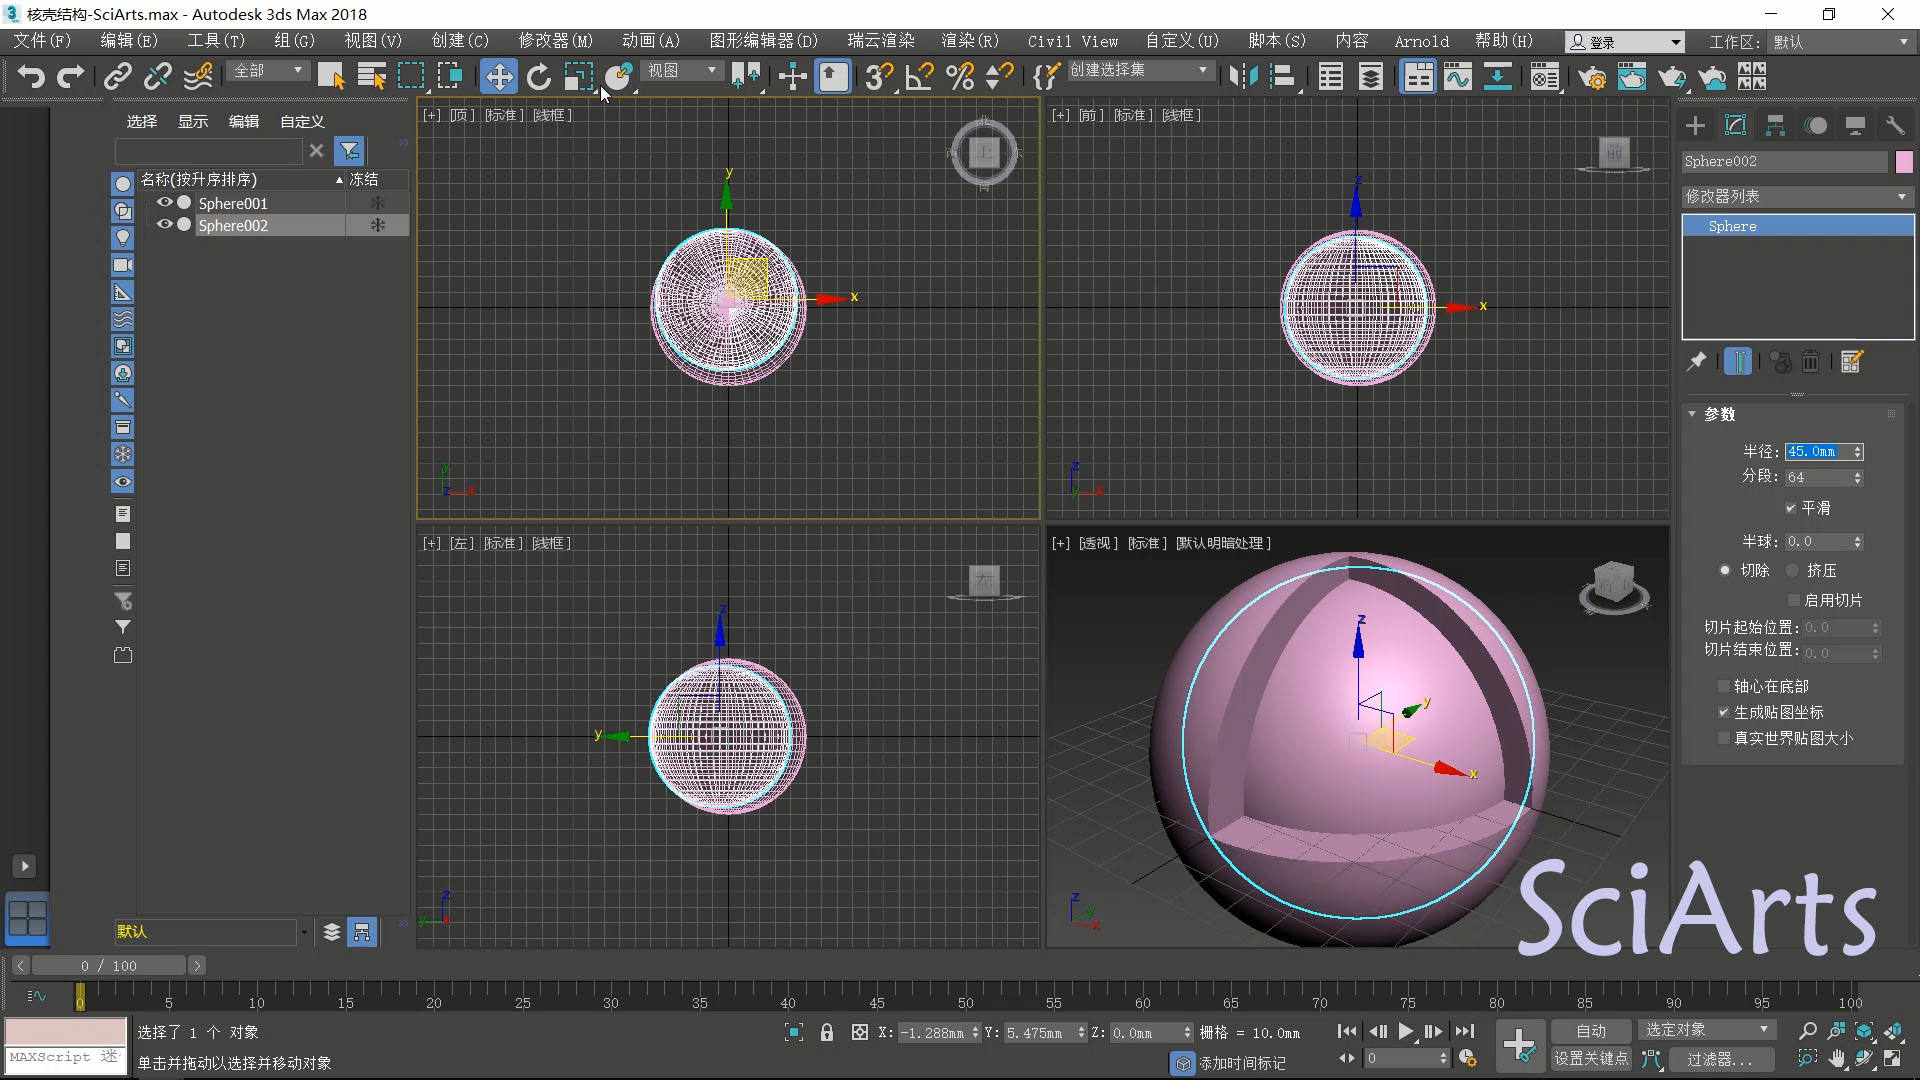 核壳结构-SciArts.max - Autodesk 3ds Max 2018
文件(F) 编辑(E) 工具(T) 组(G) 视图(V) 创建(C) 修改器(M) 动画(A) 图形编辑器(D) 瑞云渲染 渲染(R) Civil View 自定义(U) 脚本(S) 内容 Arnold 帮助(H) 登录 工作区: 默认
全部 视图 创建选择集
选择 显示 编辑 自定义
名称(按升序排序) 冻结
Sphere001
Sphere002
默认
[+] [顶] [标准] [线框]
北
上
东
南
y
x
y
z x
[+] [前] [标准] [线框]
前
z
x
z
y x
[+] [左] [标准] [线框]
左
z
y
z
y x
[+] [透视] [标准] [默认明暗处理]
z
y
x
z
y
x
Sphere002
修改器列表
Sphere
参数
半径: 45.0mm
分段: 64
平滑
半球: 0.0
切除 挤压
启用切片
切片起始位置: 0.0
切片结束位置: 0.0
轴心在底部
生成贴图坐标
真实世界贴图大小
SciArts
0 / 100
0 5 10 15 20 25 30 35 40 45 50 55 60 65 70 75 80 85 90 95 100
选择了 1 个 对象
X: -1.288mm Y: 5.475mm Z: 0.0mm 栅格 = 10.0mm
自动 选定对象
MAXScript 迷
单击并拖动以选择并移动对象
添加时间标记
0
设置关键点 过滤器...